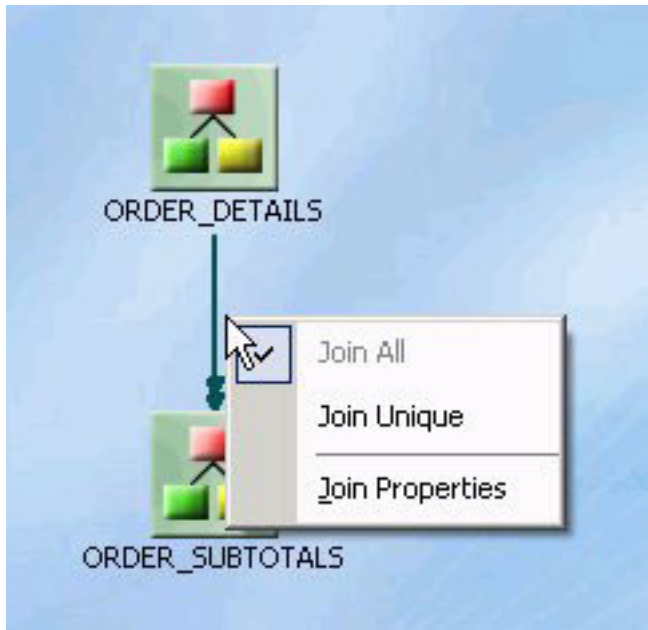 ORDER_DETAILS
Join All
Join Unique
Join Properties
ORDER_SUBTOTALS